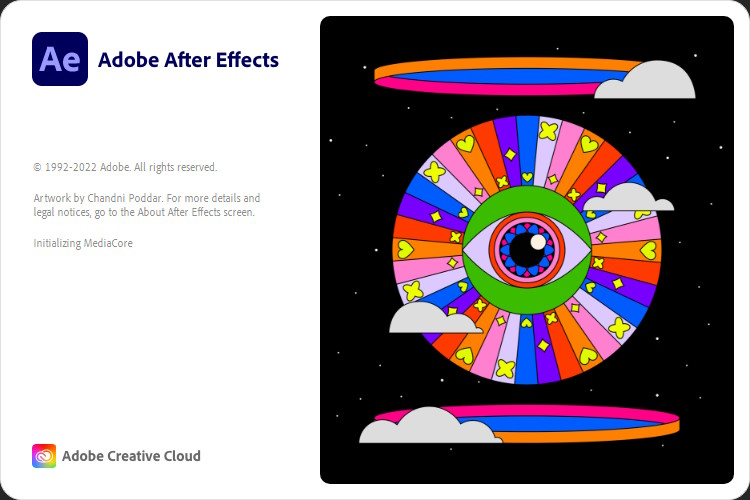 Ae Adobe After Effects
© 1992-2022 Adobe. All rights reserved.
Artwork by Chandni Poddar. For more details and
legal notices, go to the About After Effects screen.
Initializing MediaCore
Adobe Creative Cloud